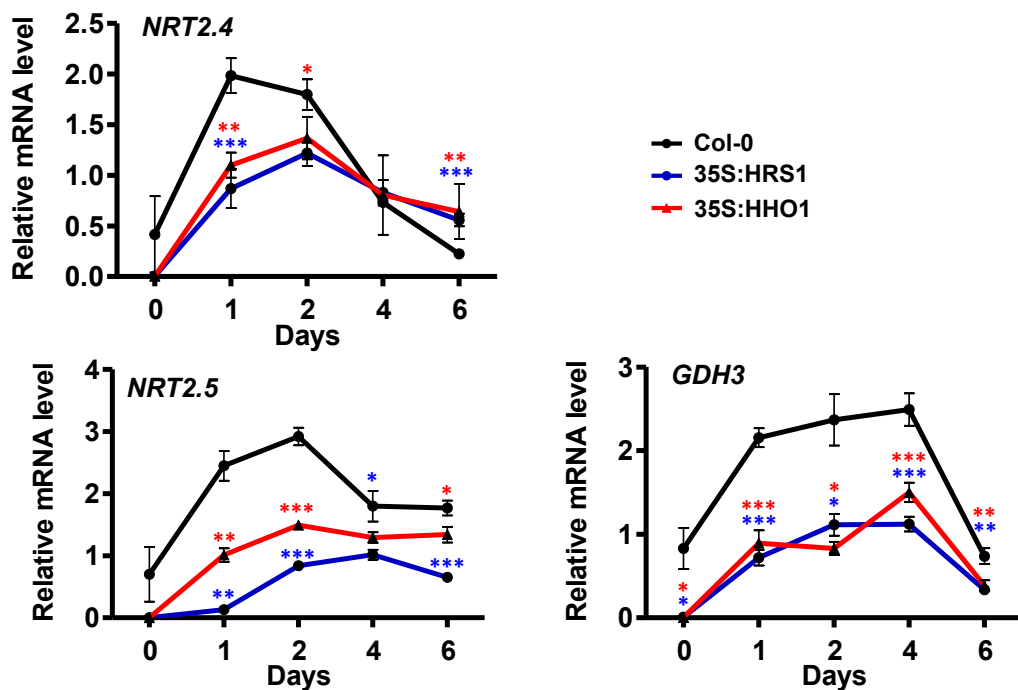 NRT2.4
Relative mRNA level
2.5
2.0
1.5
1.0
0.5
0.0
*
**
***
**
***
0 1 2 4 6
Days
Col-0
35S:HRS1
35S:HHO1
NRT2.5
Relative mRNA level
4
3
2
1
0
*
*
***
**
***
***
**
0 1 2 4 6
Days
GDH3
Relative mRNA level
3
2
1
0
***
***
*
*
***
***
**
**
*
*
0 1 2 4 6
Days